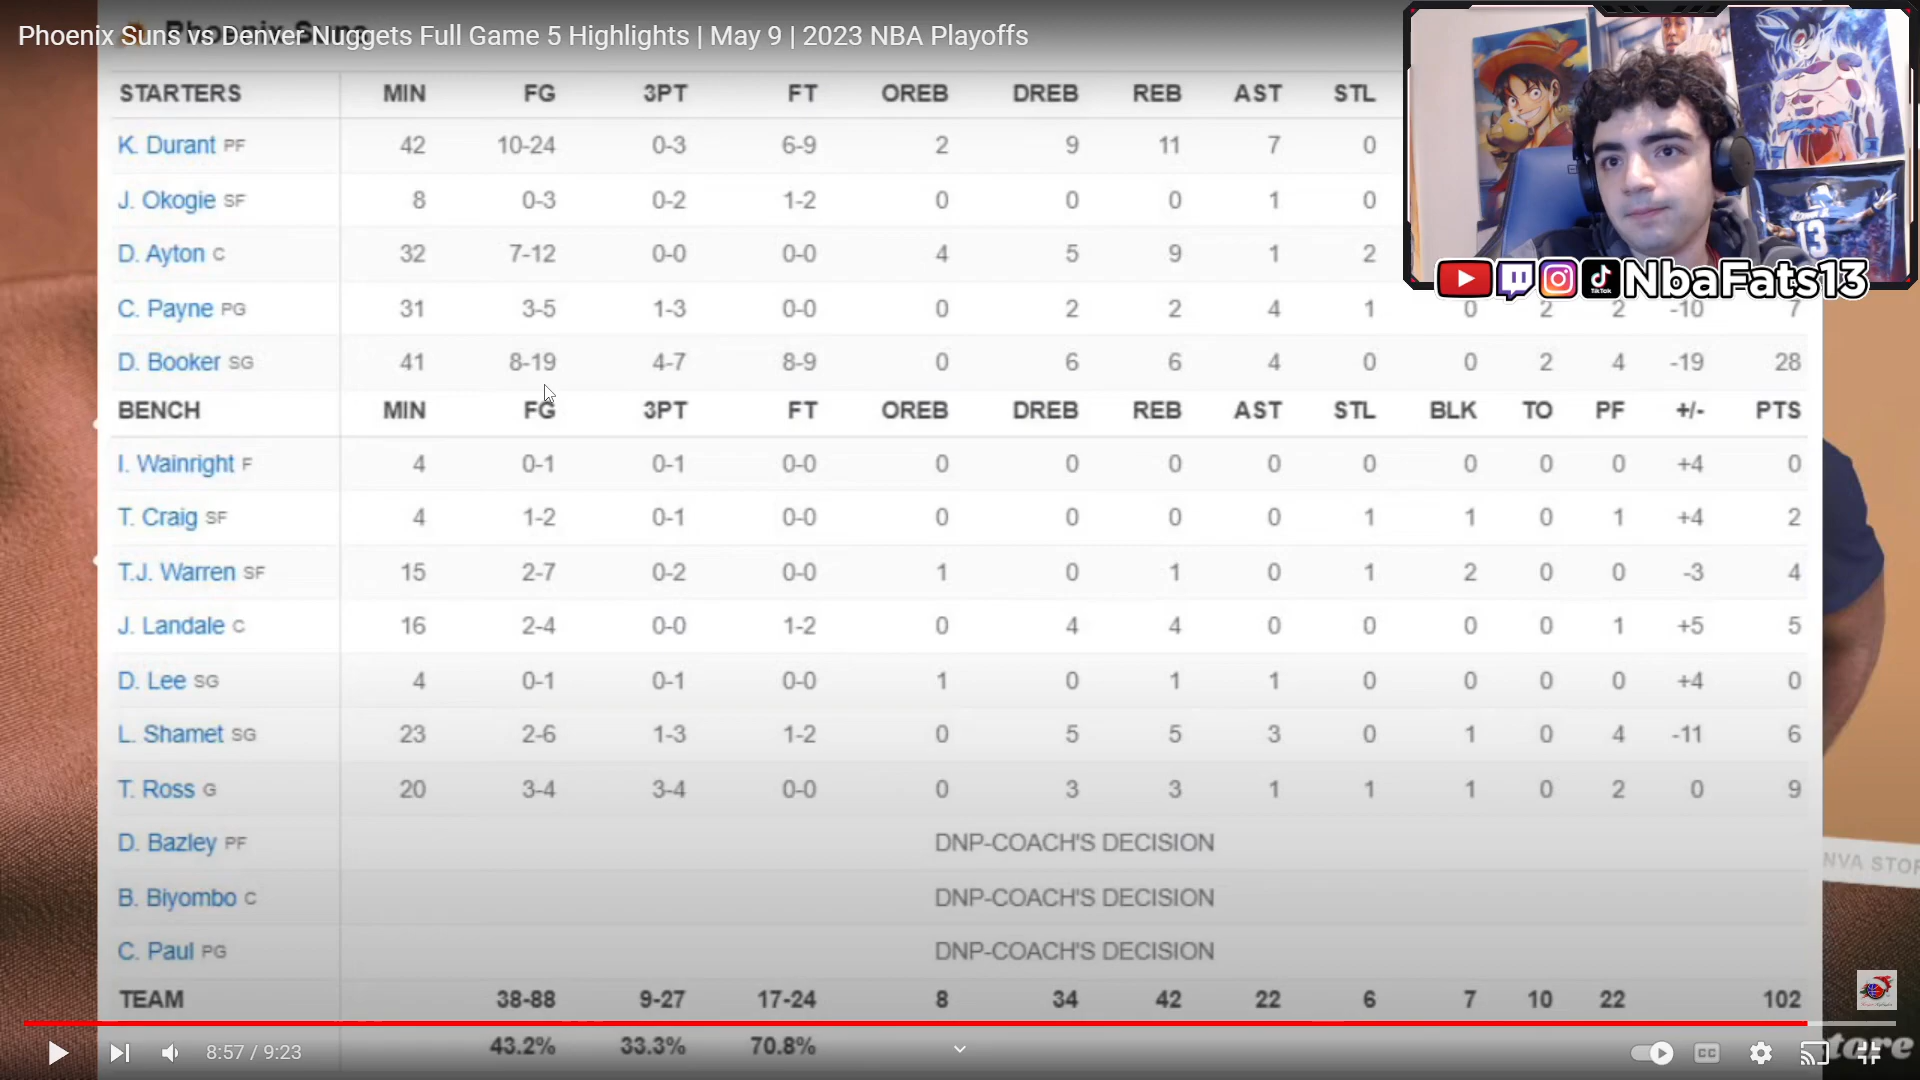 Phoenix Suns vs Denver Nuggets Full Game 5 Highlights | May 9 | 2023 NBA Playoffs
Phoenix Suns
STARTERS MIN FG 3PT FT OREB DREB REB AST STL
K. Durant PF 42 10-24 0-3 6-9 2 9 11 7 0
J. Okogie SF 8 0-3 0-2 1-2 0 0 0 1 0
D. Ayton C 32 7-12 0-0 0-0 4 5 9 1 2
13
NbaFats13
C. Payne PG 31 3-5 1-3 0-0 0 2 2 4 1 0 2 2 -10 7
D. Booker SG 41 8-19 4-7 8-9 0 6 6 4 0 0 2 4 -19 28
BENCH MIN FG 3PT FT OREB DREB REB AST STL BLK TO PF +/- PTS
I. Wainright F 4 0-1 0-1 0-0 0 0 0 0 0 0 0 0 +4 0
T. Craig SF 4 1-2 0-1 0-0 0 0 0 0 1 1 0 1 +4 2
T.J. Warren SF 15 2-7 0-2 0-0 1 0 1 0 1 2 0 0 -3 4
J. Landale C 16 2-4 0-0 1-2 0 4 4 0 0 0 0 1 +5 5
D. Lee SG 4 0-1 0-1 0-0 1 0 1 1 0 0 0 0 +4 0
L. Shamet SG 23 2-6 1-3 1-2 0 5 5 3 0 1 0 4 -11 6
T. Ross G 20 3-4 3-4 0-0 0 3 3 1 1 1 0 2 0 9
D. Bazley PF DNP-COACH'S DECISION
NVA STOR
B. Biyombo C DNP-COACH'S DECISION
C. Paul PG DNP-COACH'S DECISION
TEAM 38-88 9-27 17-24 8 34 42 22 6 7 10 22 102
43.2% 33.3% 70.8%
8:57 / 9:23
CC
tore